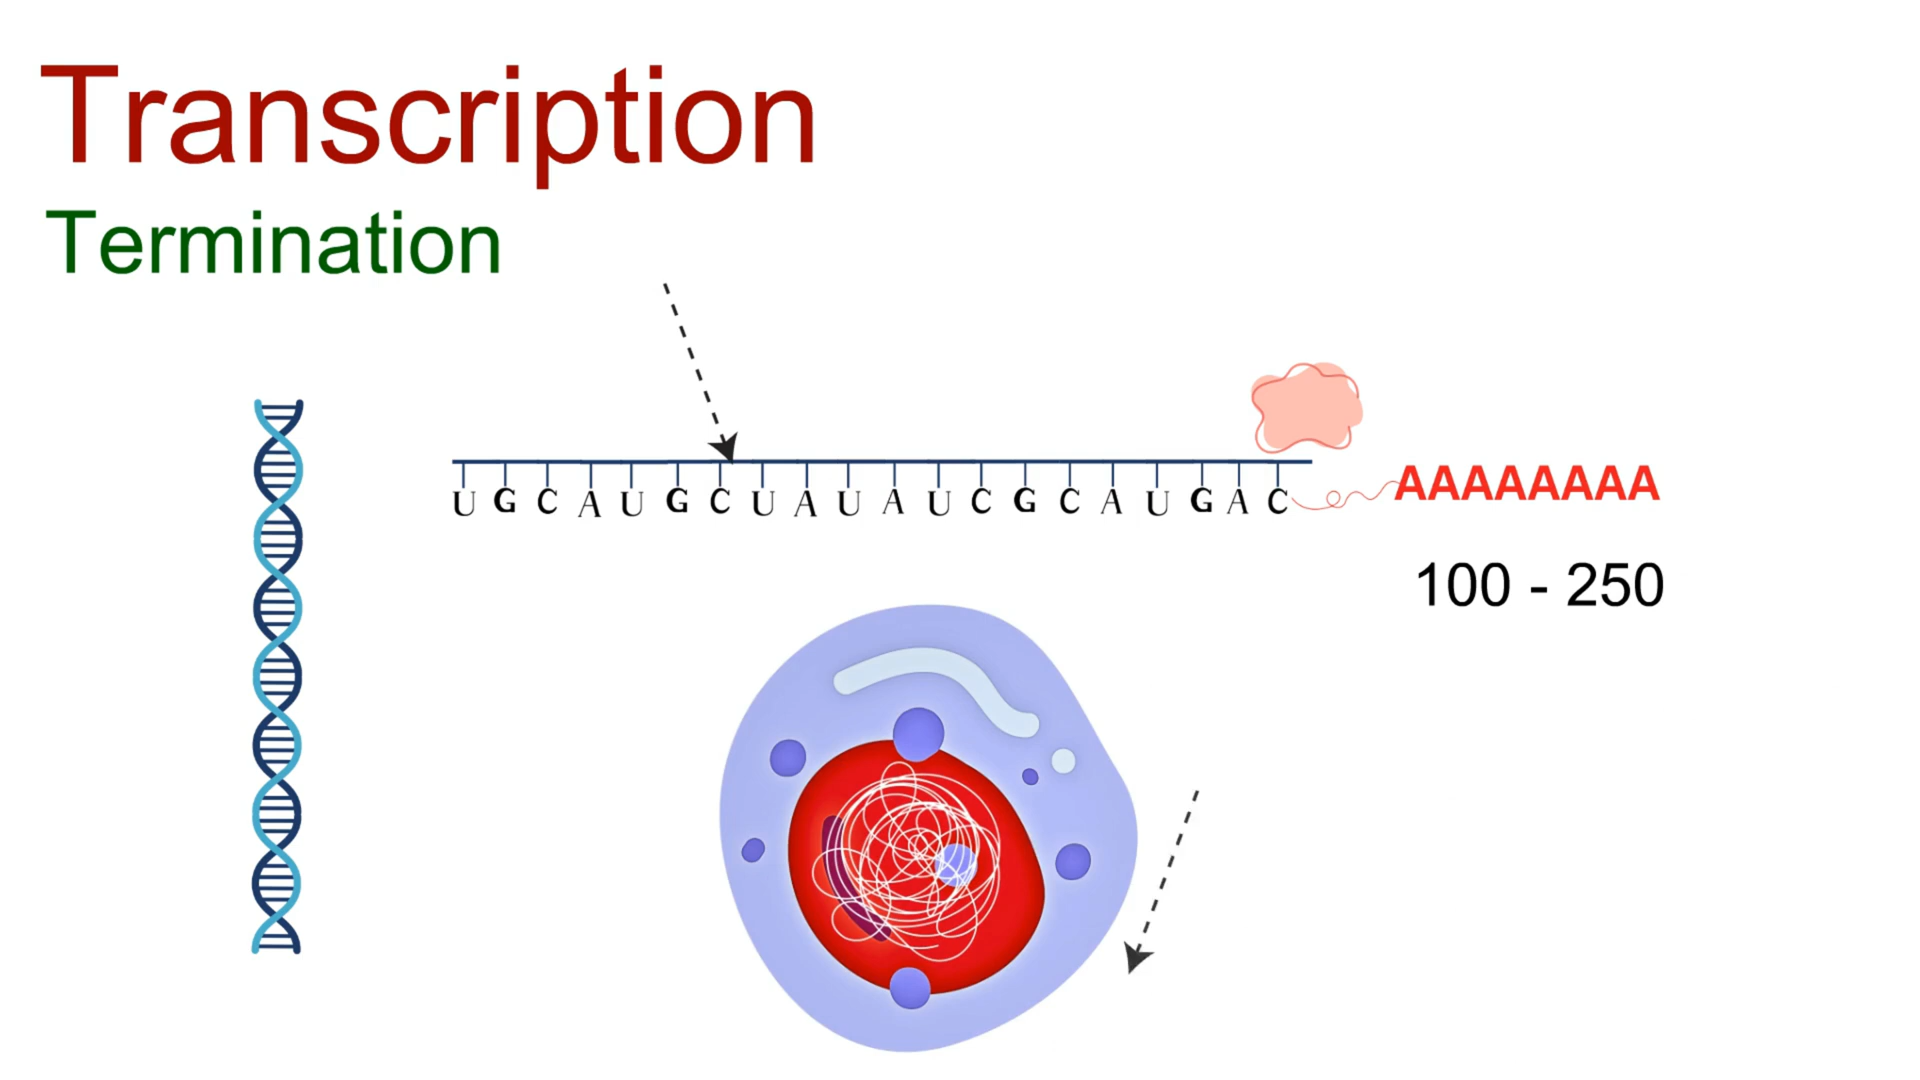 Transcription
Termination
U G C A U G C U A U A U C G C A U G A C AAAAAAAA
100 - 250